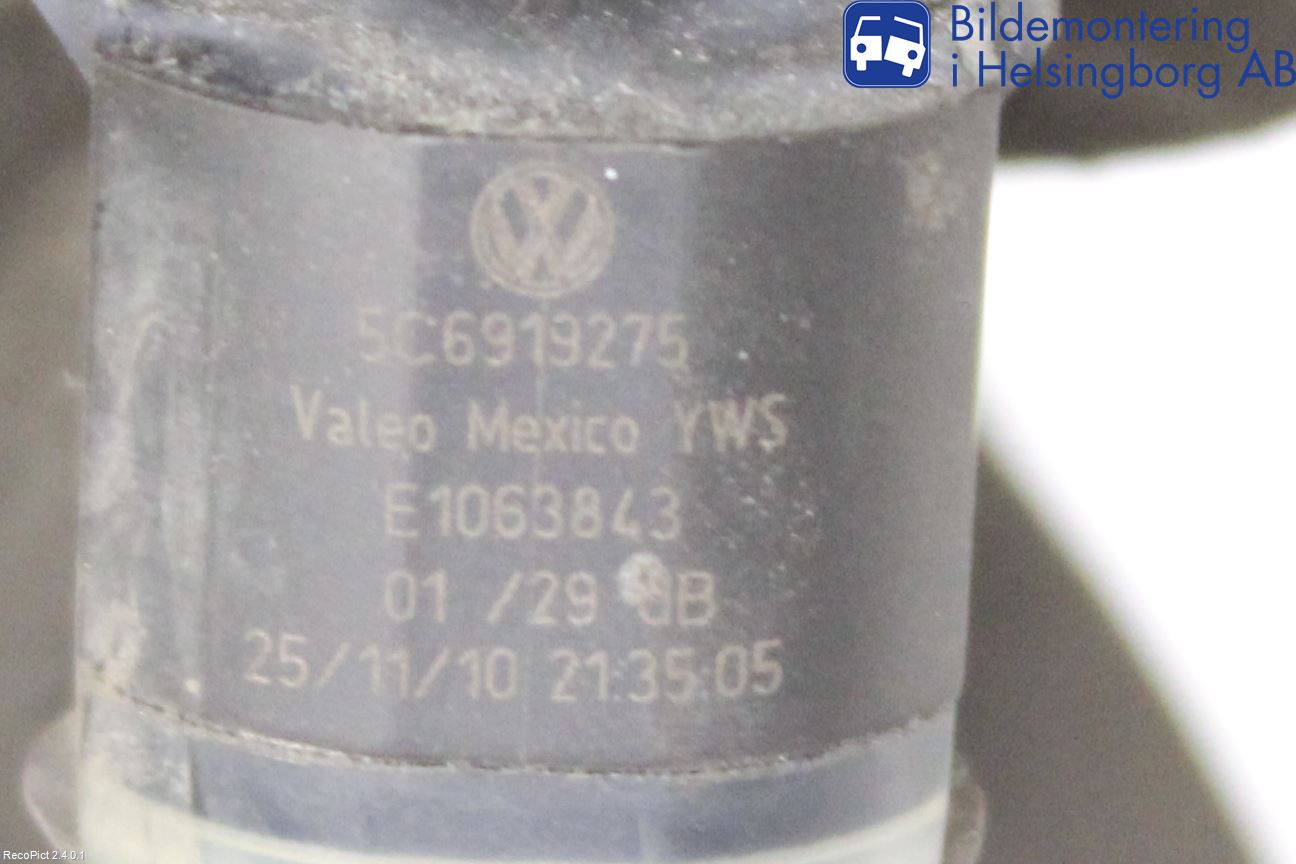 Bildemontering
i Helsingborg AB
5C6919275
Valeo Mexico YWS
E1063843
01 /29 dB
25/11/10 21:35:05
RecoPict 2.4.0.1